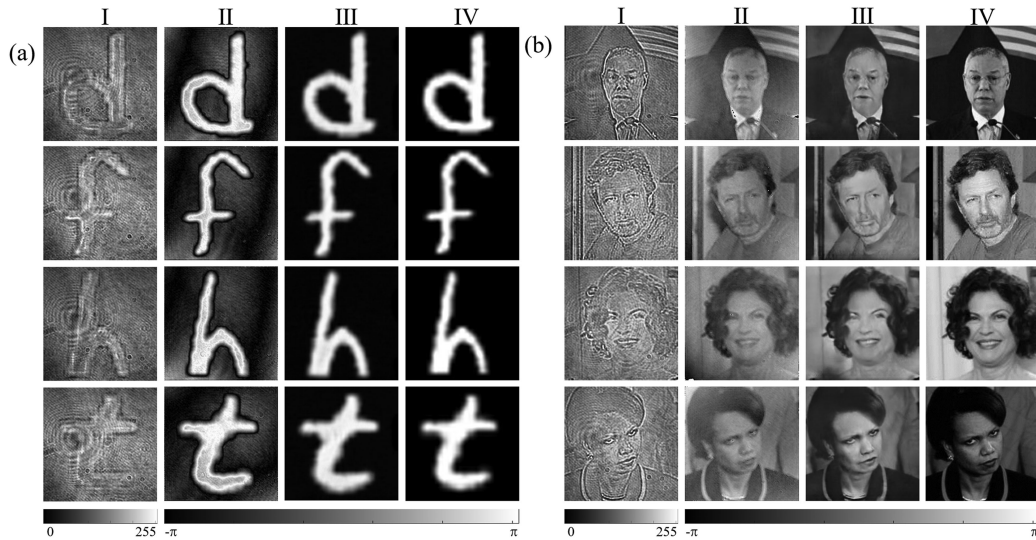 I II III IV
(a)
d
f
h
t
0 255 -π π
I II III IV
(b)
0 255 -π π